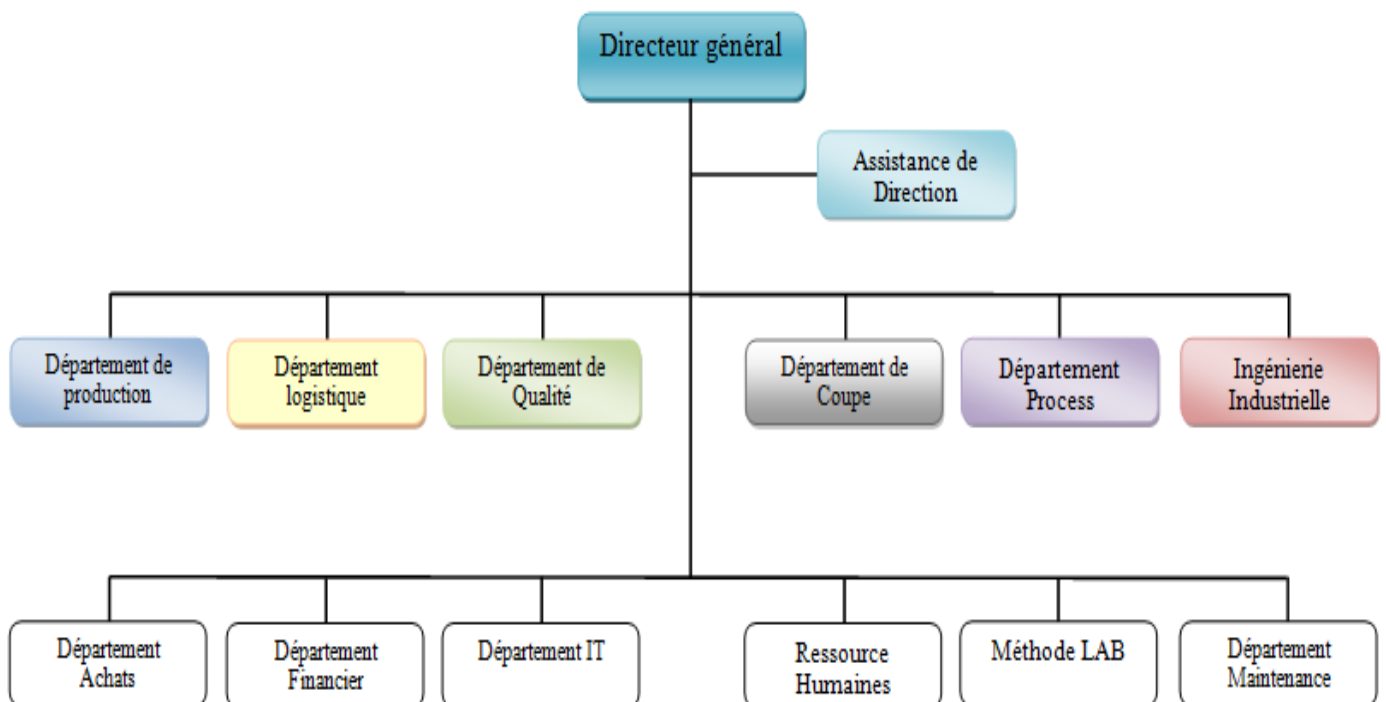 Directeur général
Assistance de
Direction
Département de
production
Département
logistique
Département de
Qualité
Département de
Coupe
Département
Process
Ingénierie
Industrielle
Département
Achats
Département
Financier
Département IT
Ressource
Humaines
Méthode LAB
Département
Maintenance